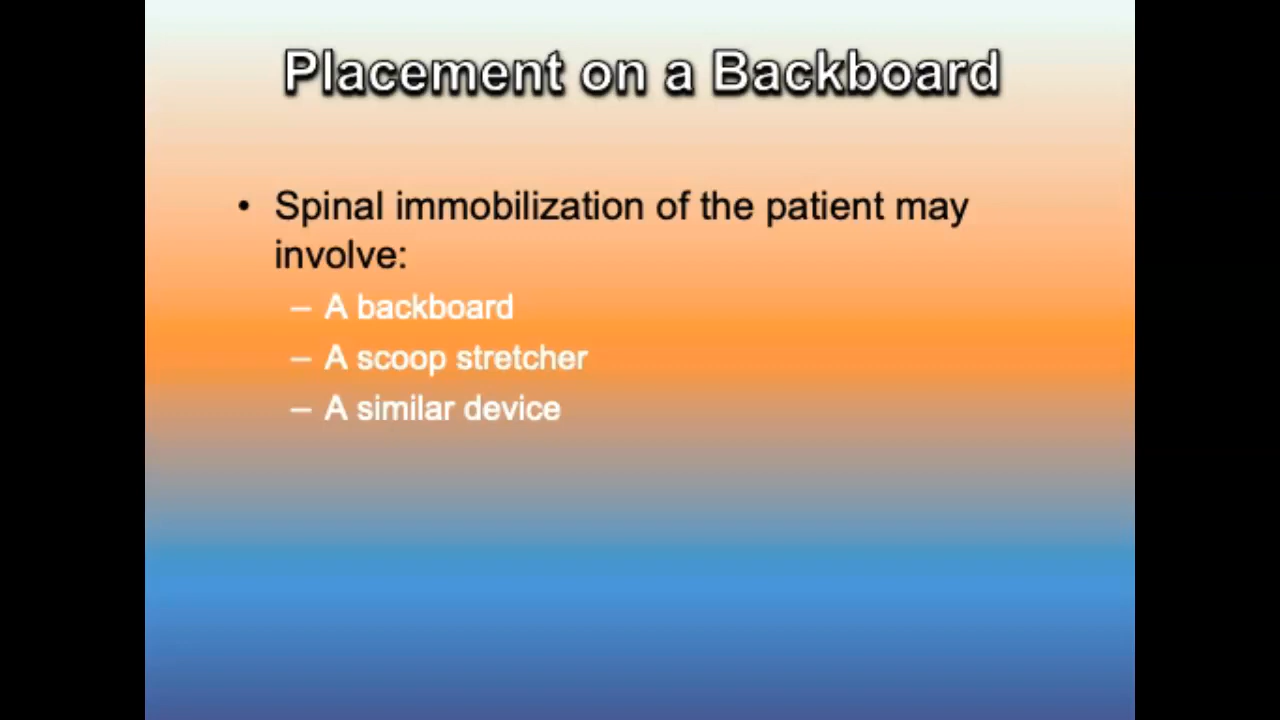 Placement on a Backboard
• Spinal immobilization of the patient may
involve:
– A backboard
– A scoop stretcher
– A similar device